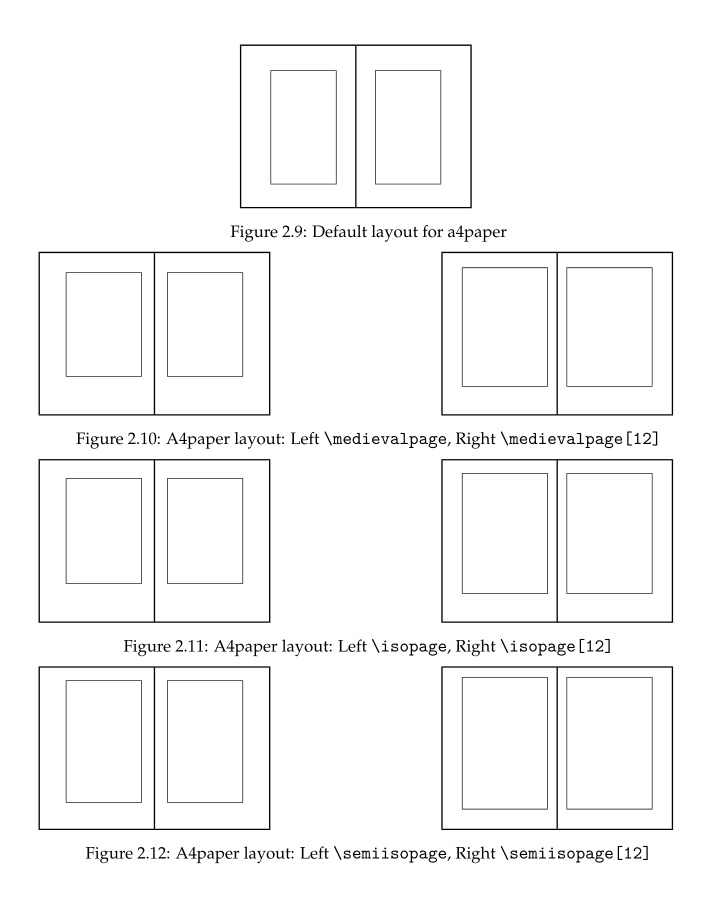 Figure 2.9: Default layout for a4paper
Figure 2.10: A4paper layout: Left \medievalpage, Right \medievalpage[12]
Figure 2.11: A4paper layout: Left \isopage, Right \isopage[12]
Figure 2.12: A4paper layout: Left \semiisopage, Right \semiisopage[12]